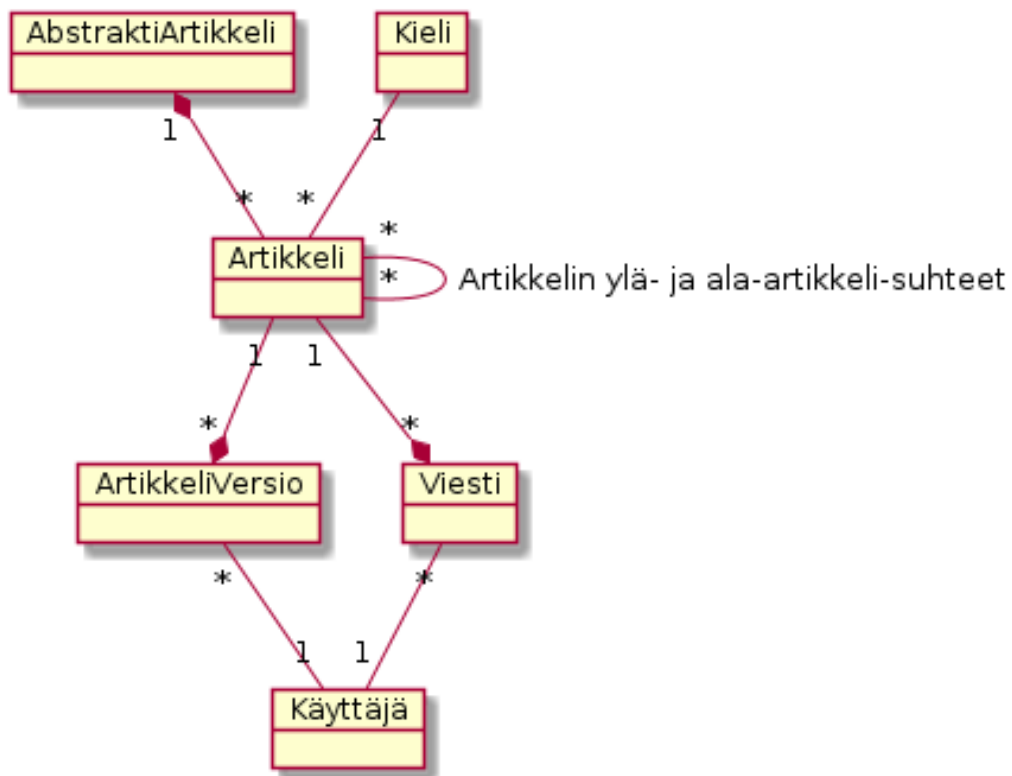 AbstraktiArtikkeli
Kieli
1
1
*
*
*
Artikkeli
*
Artikkelin ylä- ja ala-artikkeli-suhteet
1
1
*
*
ArtikkeliVersio
Viesti
*
*
1
1
Käyttäjä